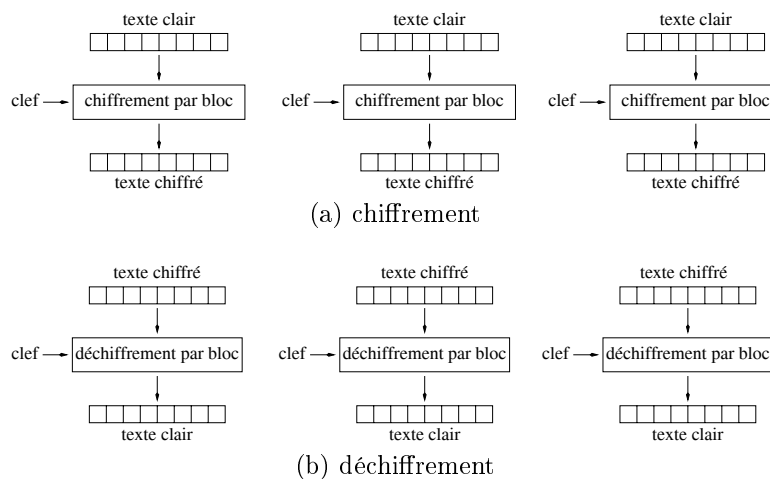 texte clair texte clair texte clair
clef chiffrement par bloc clef chiffrement par bloc clef chiffrement par bloc
texte chiffré texte chiffré texte chiffré
(a) chiffrement
texte chiffré texte chiffré texte chiffré
clef déchiffrement par bloc clef déchiffrement par bloc clef déchiffrement par bloc
texte clair texte clair texte clair
(b) déchiffrement